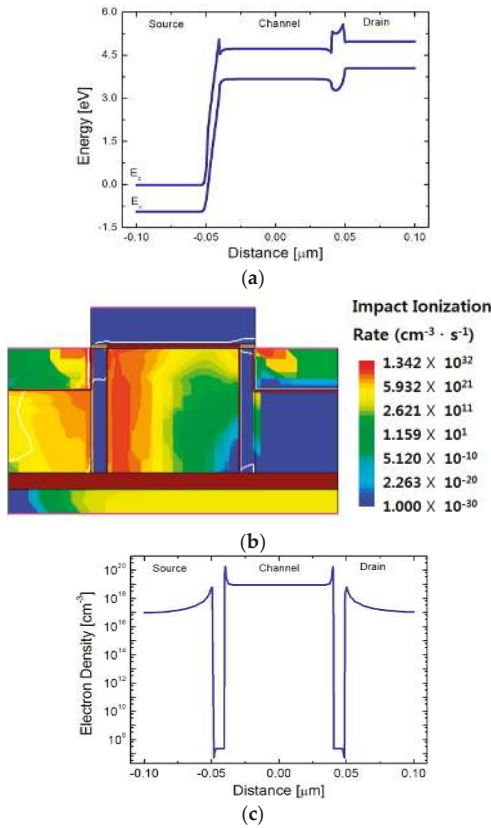 6.0
4.5
3.0
1.5
0.0
-1.5
Energy [eV]
Source Channel Drain
E_c
E_v
-0.10 -0.05 0.00 0.05 0.10
Distance [μm]
(a)
Impact Ionization
Rate (cm⁻³ · s⁻¹)
1.342 X 10³²
5.932 X 10²¹
2.621 X 10¹¹
1.159 X 10¹
5.120 X 10⁻¹⁰
2.263 X 10⁻²⁰
1.000 X 10⁻³⁰
(b)
Source Channel Drain
10²⁰
10¹⁸
10¹⁶
10¹⁴
10¹²
10¹⁰
10⁸
Electron Density [cm⁻³]
-0.10 -0.05 0.00 0.05 0.10
Distance [μm]
(c)